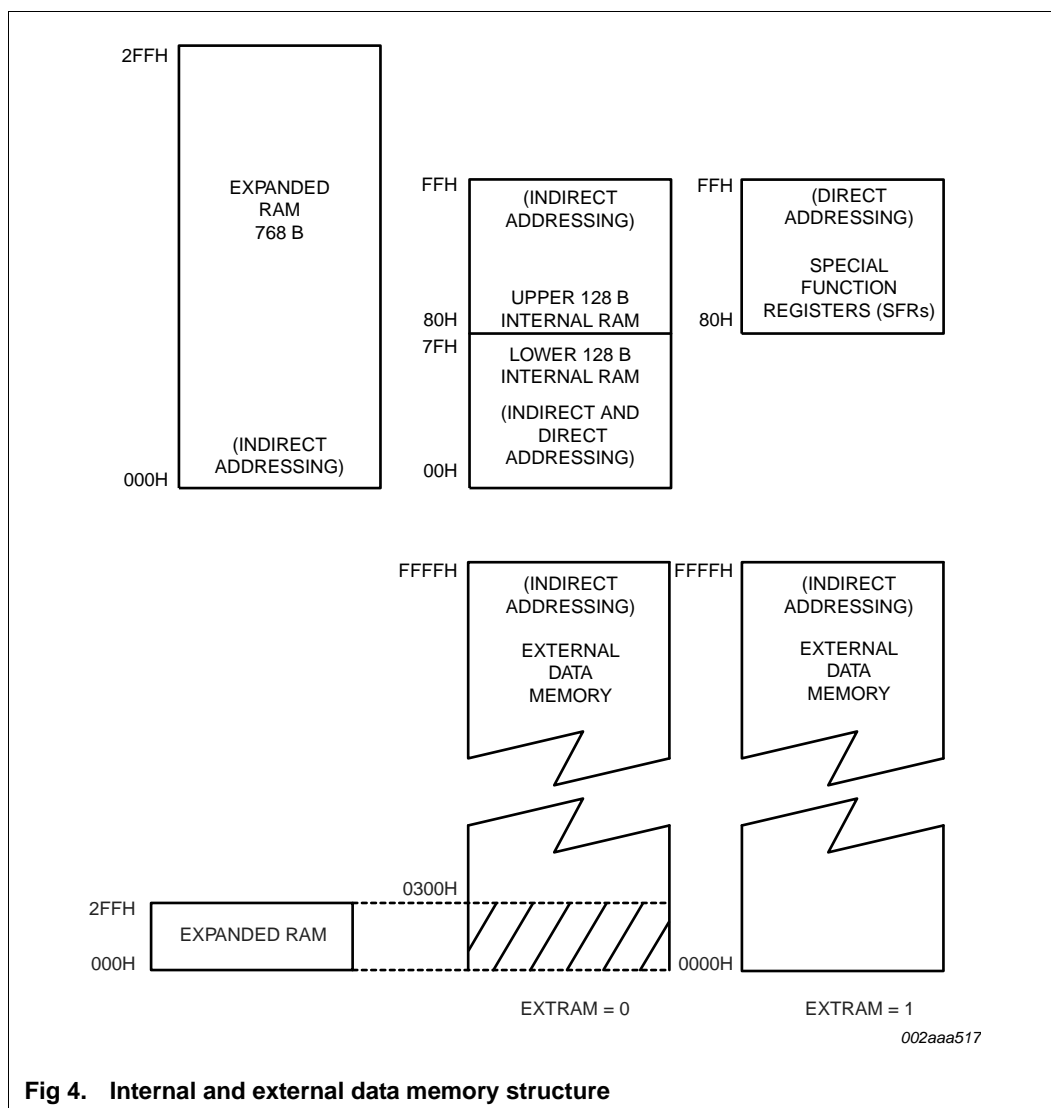 2FFH
EXPANDED
RAM
768 B
(INDIRECT
ADDRESSING)
000H
FFH
(INDIRECT
ADDRESSING)
UPPER 128 B
INTERNAL RAM
80H
7FH
LOWER 128 B
INTERNAL RAM
(INDIRECT AND
DIRECT
ADDRESSING)
00H
FFH
(DIRECT
ADDRESSING)
SPECIAL
FUNCTION
REGISTERS (SFRs)
80H
FFFFH
(INDIRECT
ADDRESSING)
EXTERNAL
DATA
MEMORY
FFFFH
(INDIRECT
ADDRESSING)
EXTERNAL
DATA
MEMORY
2FFH
EXPANDED RAM
000H
0300H
0000H
EXTRAM = 0
EXTRAM = 1
002aaa517
Fig 4. Internal and external data memory structure